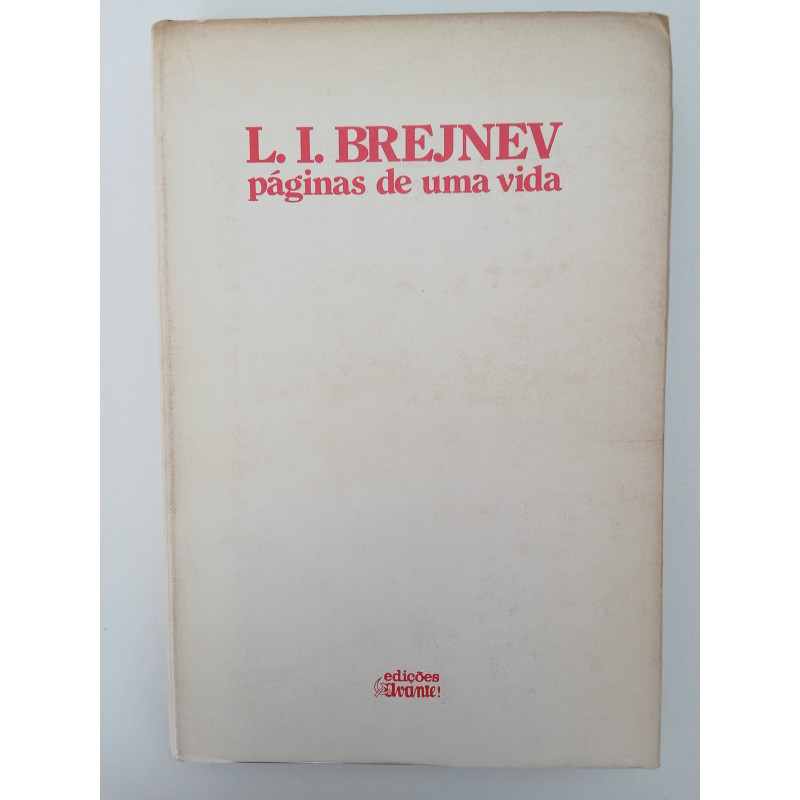 L. I. BREJNEV
páginas de uma vida
edições
Avante!